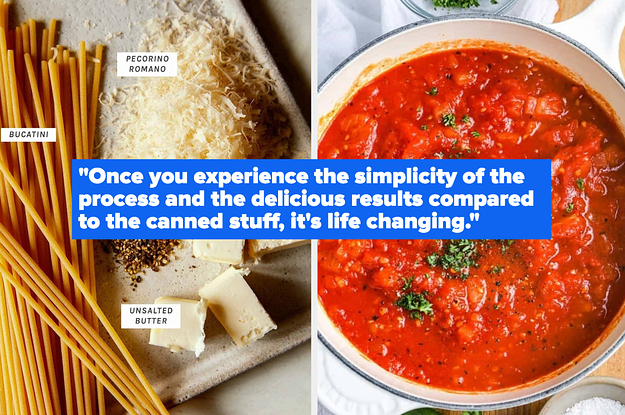 PECORINO
ROMANO
BUCATINI
"Once you experience the simplicity of the
process and the delicious results compared
to the canned stuff, it's life changing."
UNSALTED
BUTTER